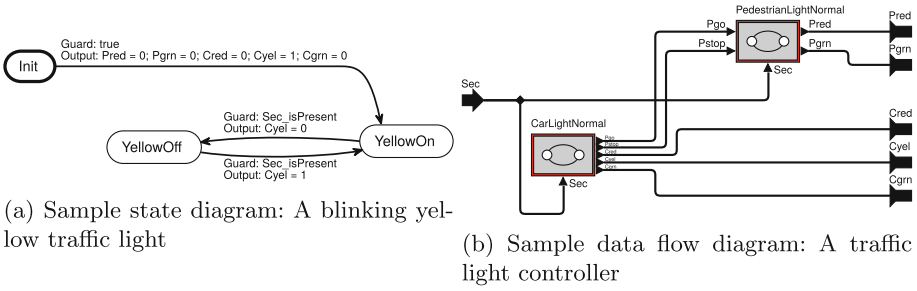 Guard: true
Output: Pred = 0; Pgrn = 0; Cred = 0; Cyel = 1; Cgrn = 0
Init
Guard: Sec_isPresent
Output: Cyel = 0
YellowOff
YellowOn
Guard: Sec_isPresent
Output: Cyel = 1
(a) Sample state diagram: A blinking yel-
low traffic light
PedestrianLightNormal
Pgo
Pstop
Pred
Pgrn
Sec
Pred
Pgrn
Sec
CarLightNormal
Pgo
Pstop
Cred
Cyel
Cgrn
Sec
Cred
Cyel
Cgrn
(b) Sample data flow diagram: A traffic
light controller